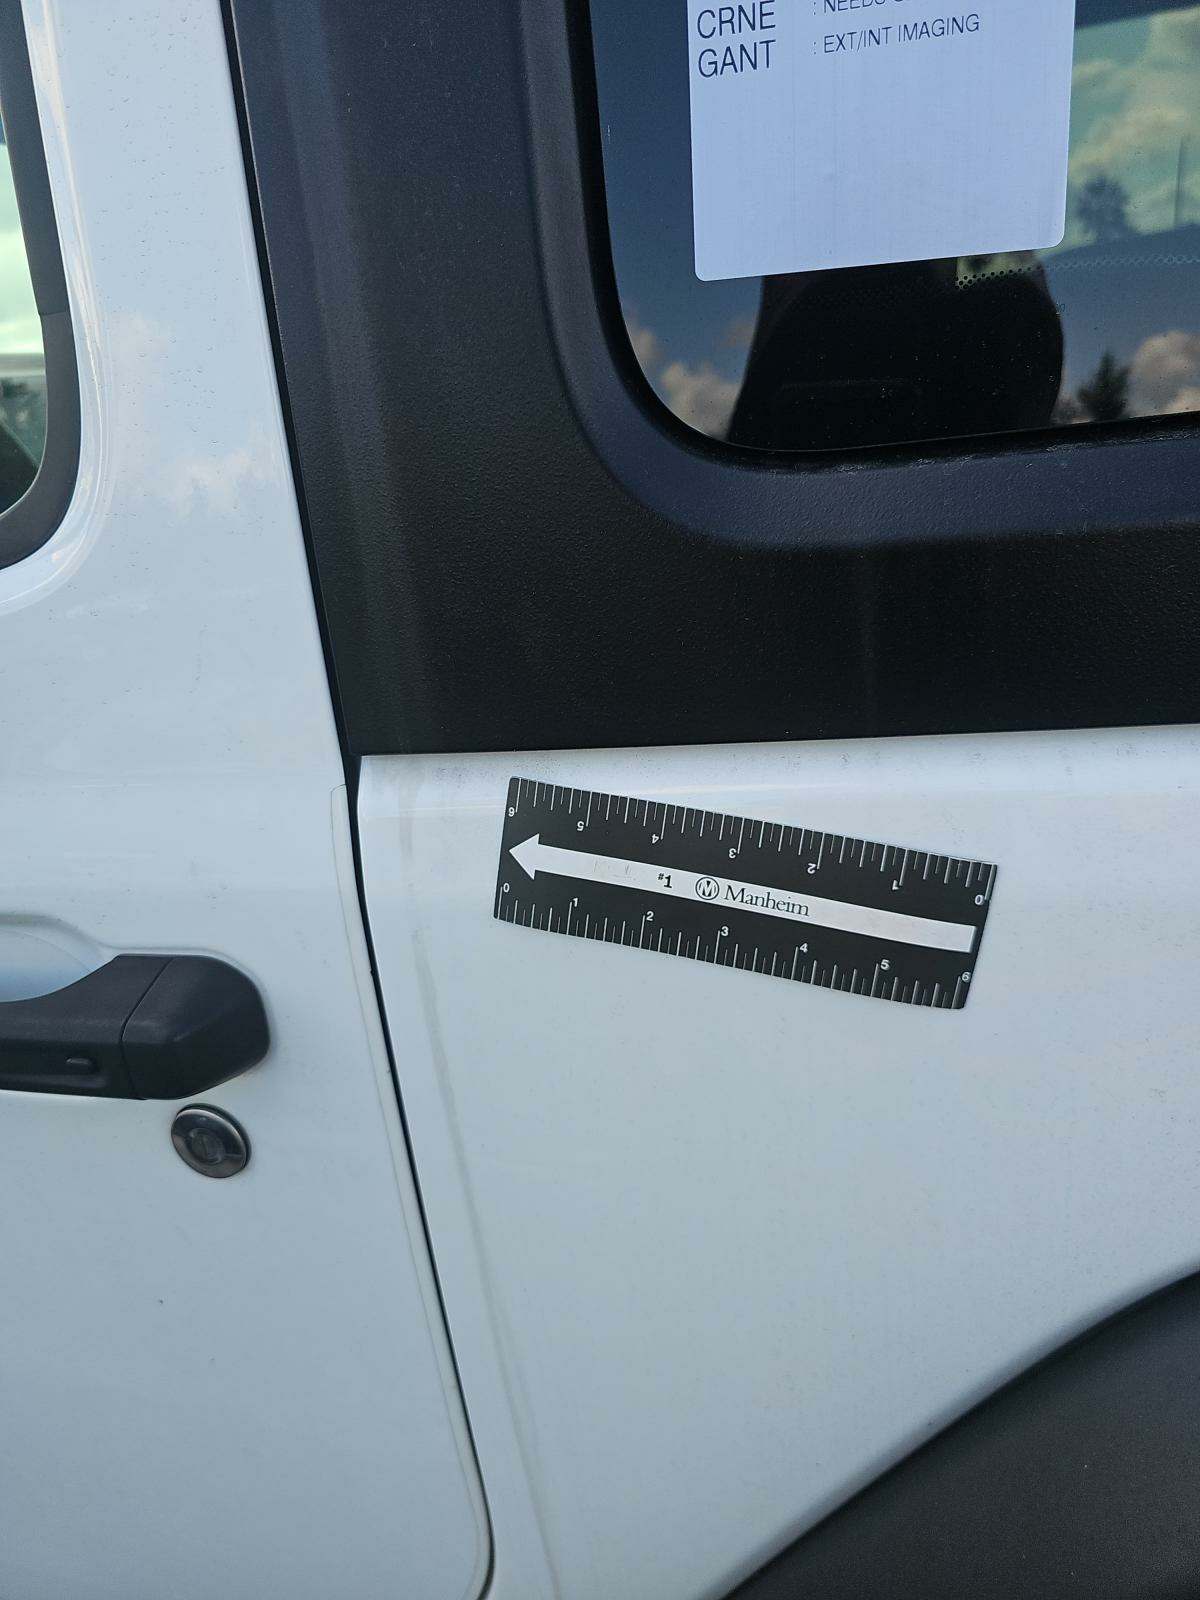 CRNE : NEEDS
GANT : EXT/INT IMAGING
6 5 4 3 2 1 0
#1 M Manheim
0 1 2 3 4 5 6